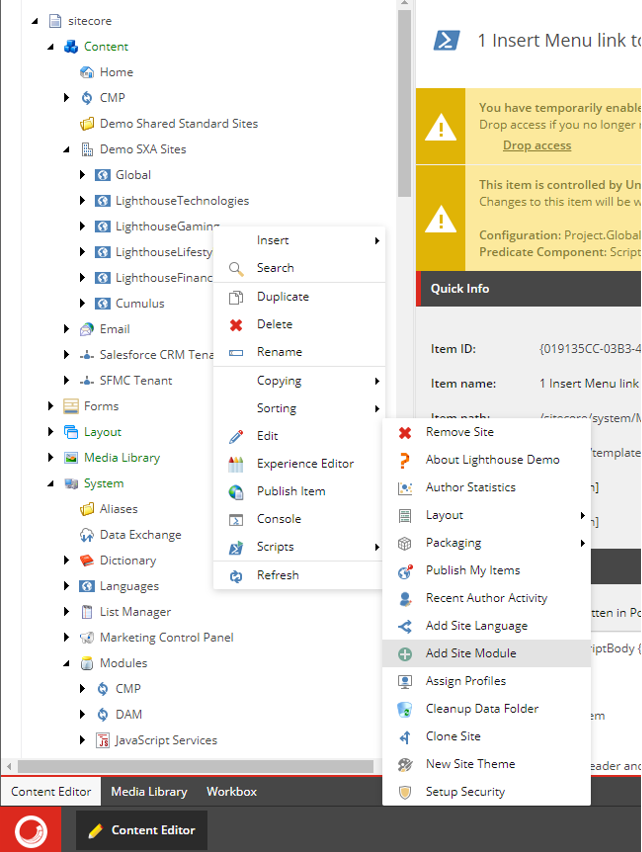 sitecore
Content
Home
CMP
Demo Shared Standard Sites
Demo SXA Sites
Global
LighthouseTechnologies
LighthouseGaming
LighthouseLifesty
LighthouseFinanc
Cumulus
Email
Salesforce CRM Tena
SFMC Tenant
Forms
Layout
Media Library
System
Aliases
Data Exchange
Dictionary
Languages
List Manager
Marketing Control Panel
Modules
CMP
DAM
JavaScript Services
Insert
Search
Duplicate
Delete
Rename
Copying
Sorting
Edit
Experience Editor
Publish Item
Console
Scripts
Refresh
Remove Site
About Lighthouse Demo
Author Statistics
Layout
Packaging
Publish My Items
Recent Author Activity
Add Site Language
Add Site Module
Assign Profiles
Cleanup Data Folder
Clone Site
New Site Theme
Setup Security
1 Insert Menu link to
You have temporarily enable
Drop access if you no longer
Drop access
This item is controlled by Un
Changes to this item will be w
Configuration: Project.Global
Predicate Component: Script
Quick Info
Item ID:
{019135CC-03B3-4
Item name:
1 Insert Menu link
Item path:
/sitecore/system/M
/template
]
]
tten in Po
riptBody {
em
eader and
Content Editor
Media Library
Workbox
Content Editor